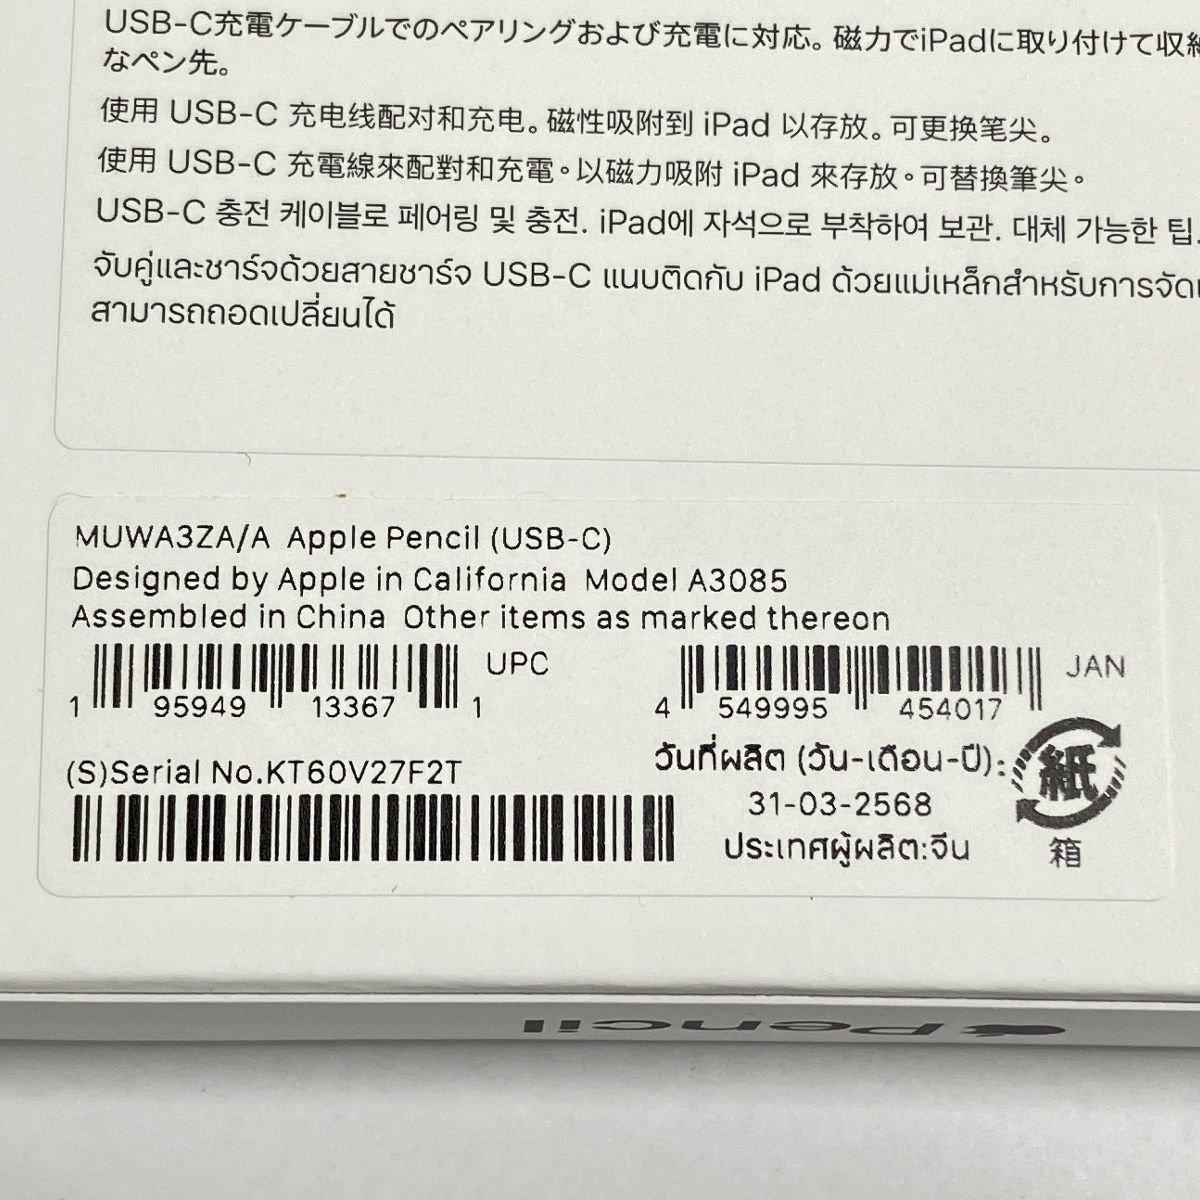 USB-C充電ケーブルでのペアリングおよび充電に対応。磁力でiPadに取り付けて収納
なペン先。
使用 USB-C 充电线配对和充电。磁性吸附到 iPad 以存放。可更换笔尖。
使用 USB-C 充電線來配對和充電。以磁力吸附 iPad 來存放。可替換筆尖。
USB-C 충전 케이블로 페어링 및 충전. iPad에 자석으로 부착하여 보관. 대체 가능한 팁.
จับคู่และชาร์จด้วยสายชาร์จ USB-C แนบติดกับ iPad ด้วยแม่เหล็กสำหรับการจัด
สามารถถอดเปลี่ยนได้
MUWA3ZA/A Apple Pencil (USB-C)
Designed by Apple in California Model A3085
Assembled in China Other items as marked thereon
UPC
1 95949 13367 1
JAN
4 549995 454017
(S)Serial No.KT60V27F2T
วันที่ผลิต (วัน-เดือน-ปี):
31-03-2568
ประเทศผู้ผลิต:จีน
紙
箱
Pencil